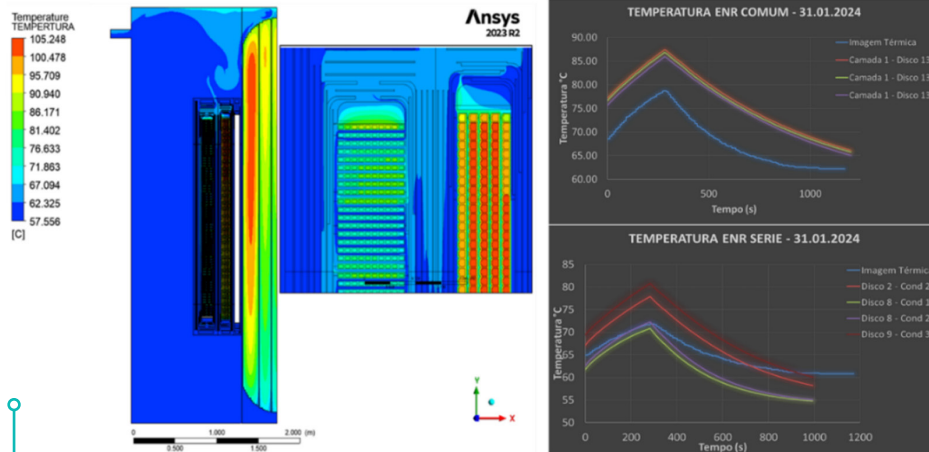 Temperature
TEMPERTURA
105.248
100.478
95.709
90.940
86.171
81.402
76.633
71.863
67.094
62.325
57.556
[C]
Ansys
2023 R2
0 1.000 2.000 (m)
0.500 1.500
Y
X
TEMPERATURA ENR COMUM - 31.01.2024
Temperatura °C
90.00
85.00
80.00
75.00
70.00
65.00
60.00
0 500 1000
Tempo (s)
Imagem Térmica
Camada 1 - Disco 13
Camada 1 - Disco 13
Camada 1 - Disco 13
TEMPERATURA ENR SERIE - 31.01.2024
Temperatura °C
85
80
75
70
65
60
55
50
0 200 400 600 800 1000 1200
Tempo (s)
Imagem Térmica
Disco 2 - Cond 2
Disco 8 - Cond 1
Disco 8 - Cond 2
Disco 9 - Cond 3